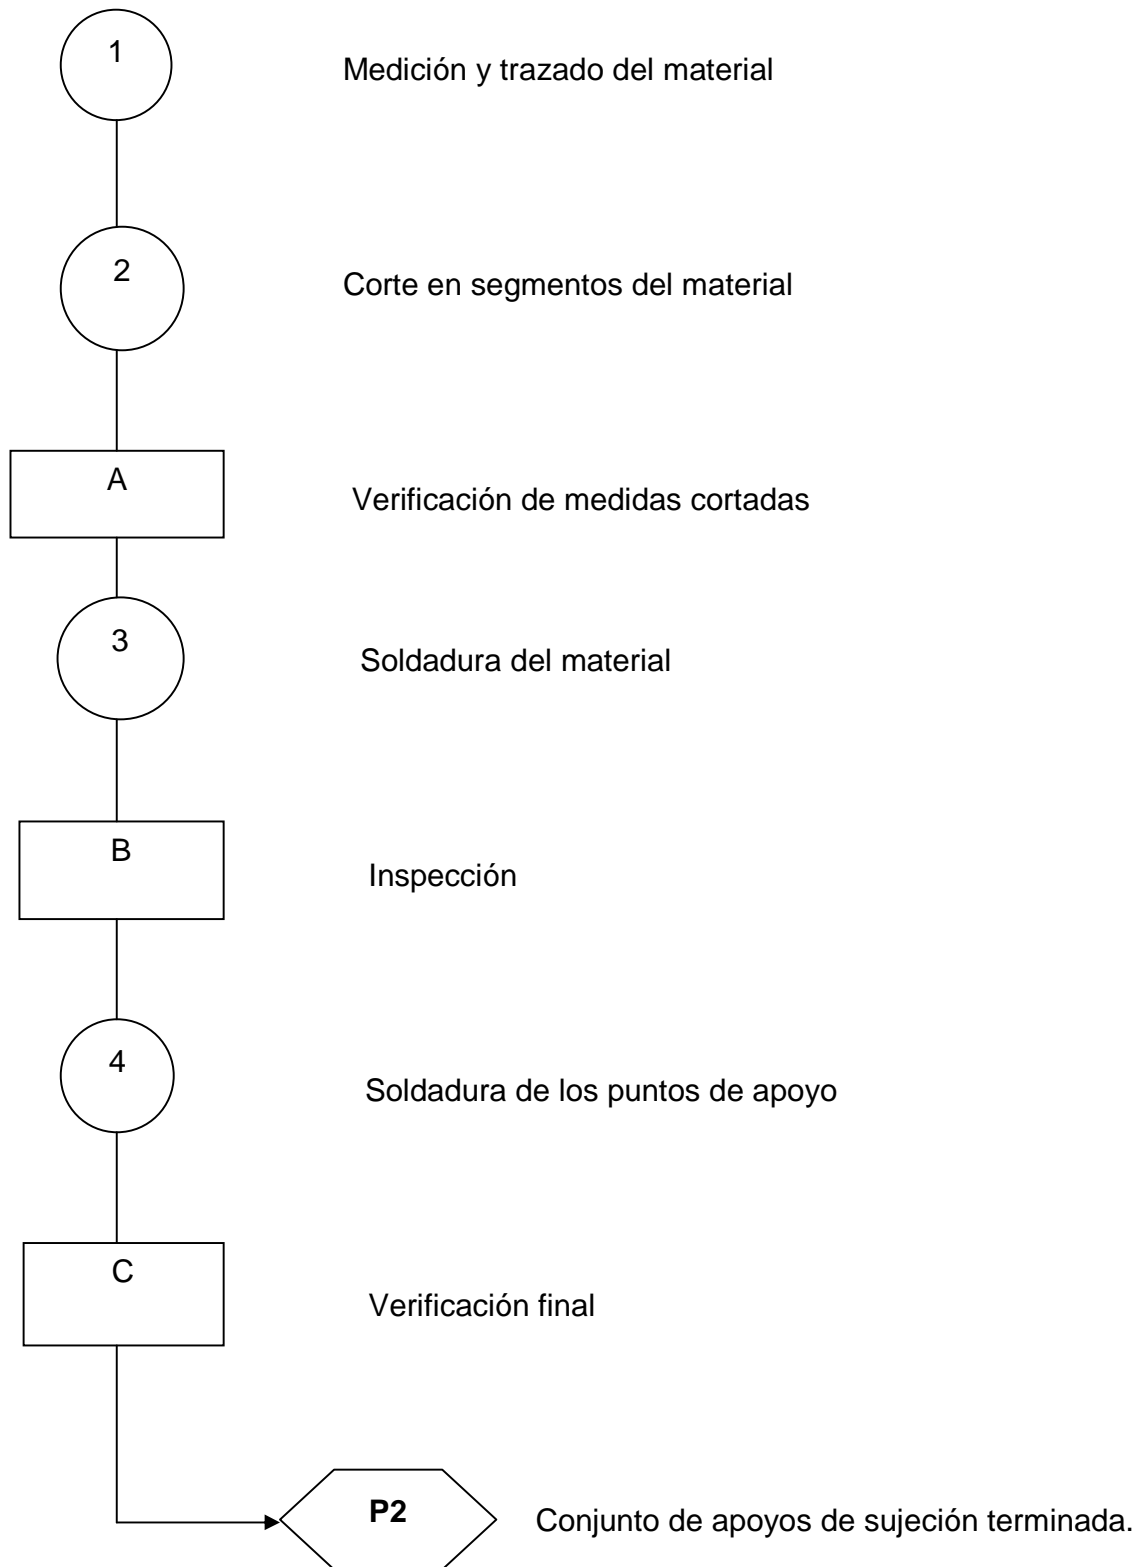 1
Medición y trazado del material
2
Corte en segmentos del material
A
Verificación de medidas cortadas
3
Soldadura del material
B
Inspección
4
Soldadura de los puntos de apoyo
C
Verificación final
P2
Conjunto de apoyos de sujeción terminada.